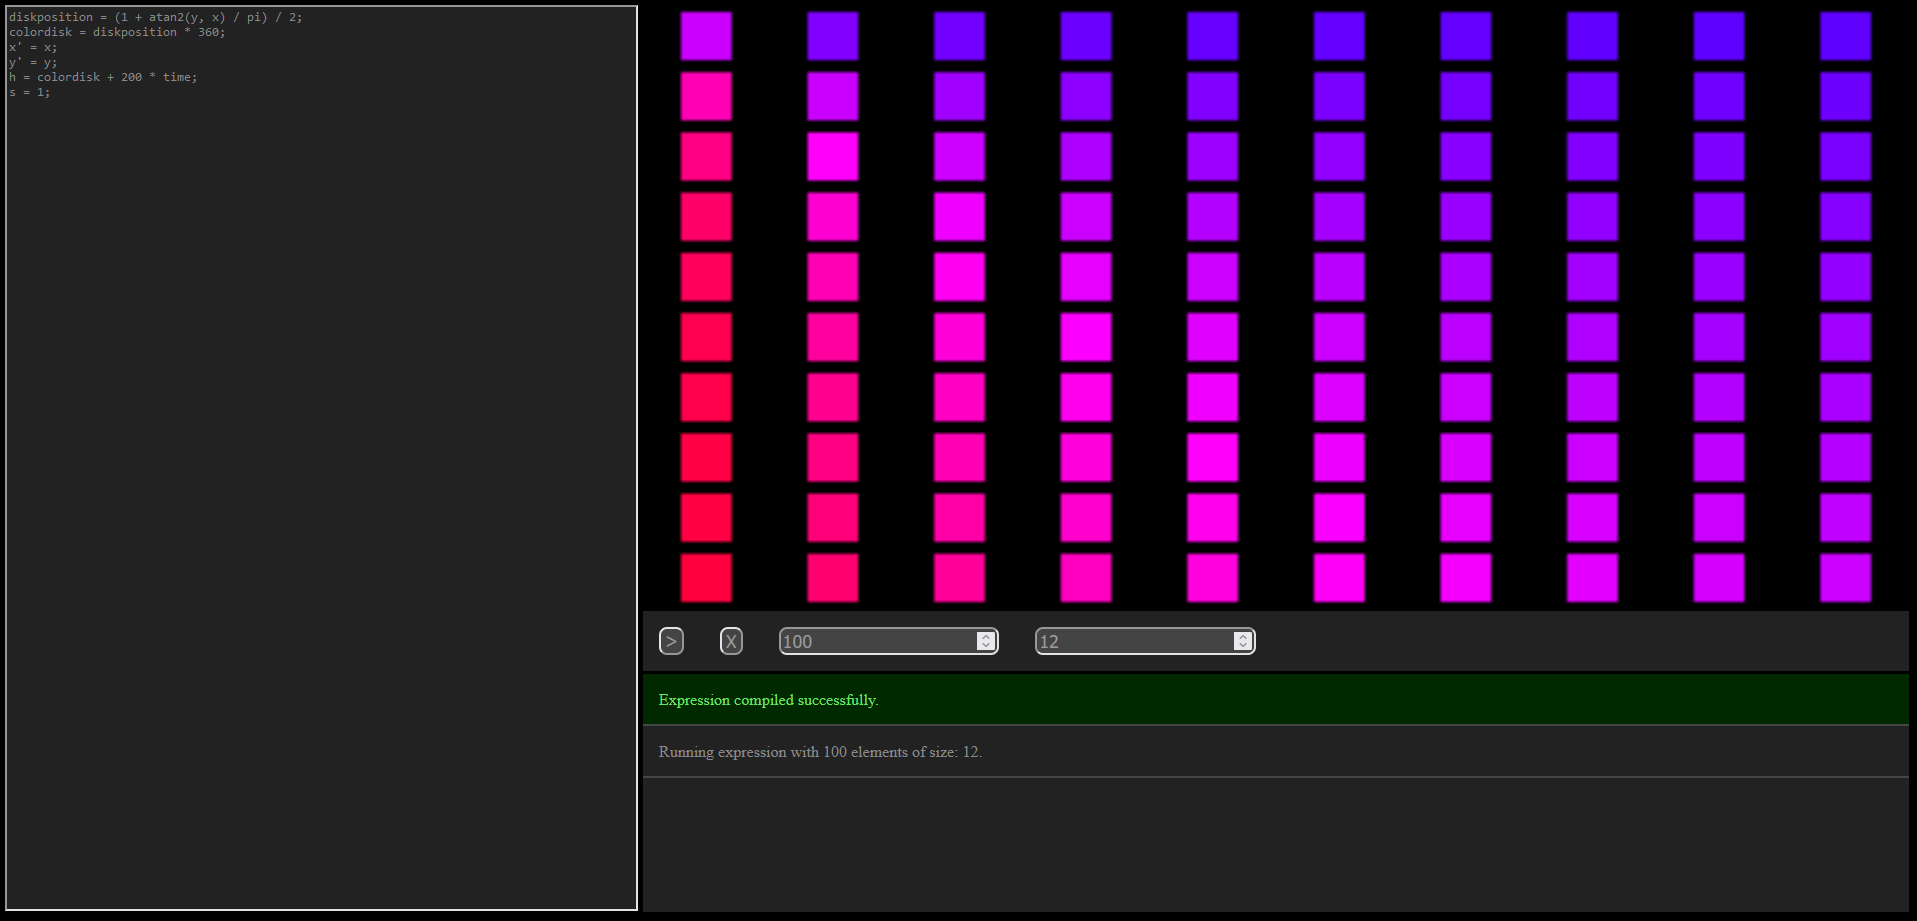 diskposition = (1 + atan2(y, x) / pi) / 2;
colordisk = diskposition * 360;
x' = x;
y' = y;
h = colordisk + 200 * time;
s = 1;
> X 100 12
Expression compiled successfully.
Running expression with 100 elements of size: 12.